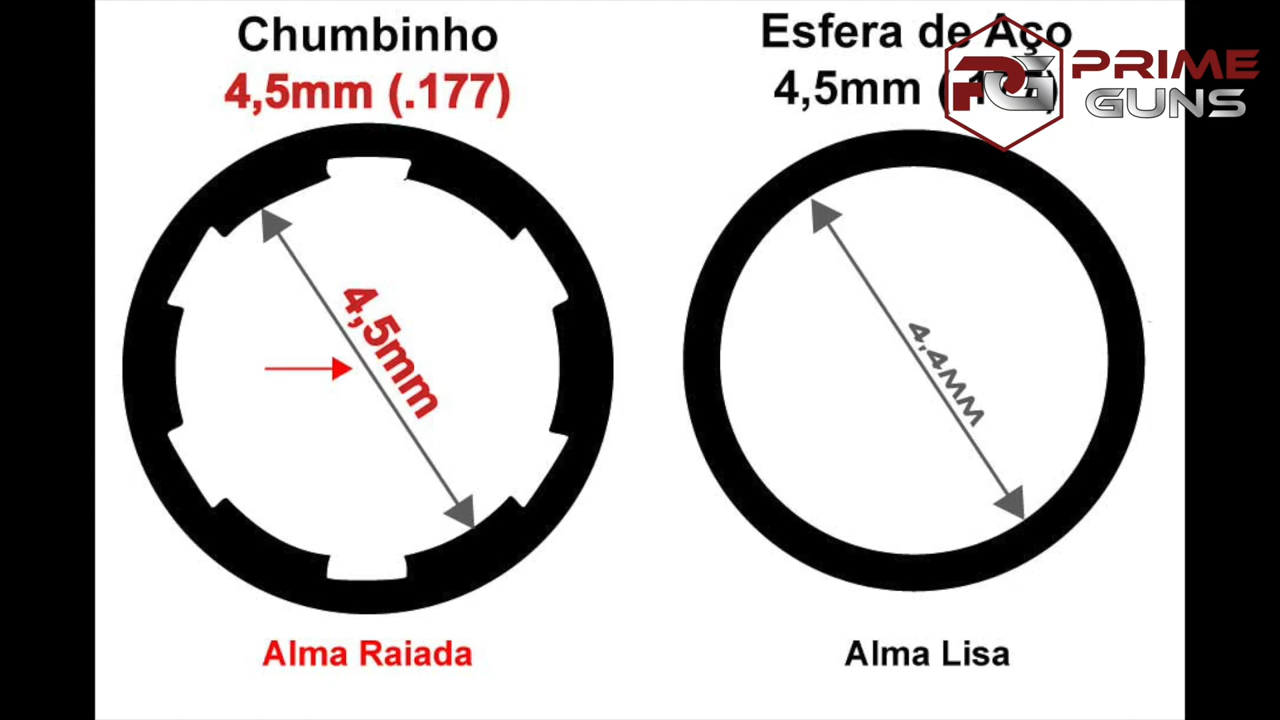 Chumbinho
4,5mm (.177)
4,5mm
Alma Raiada
Esfera de Aço
4,5mm
4,4MM
Alma Lisa
PG PRIME
GUNS